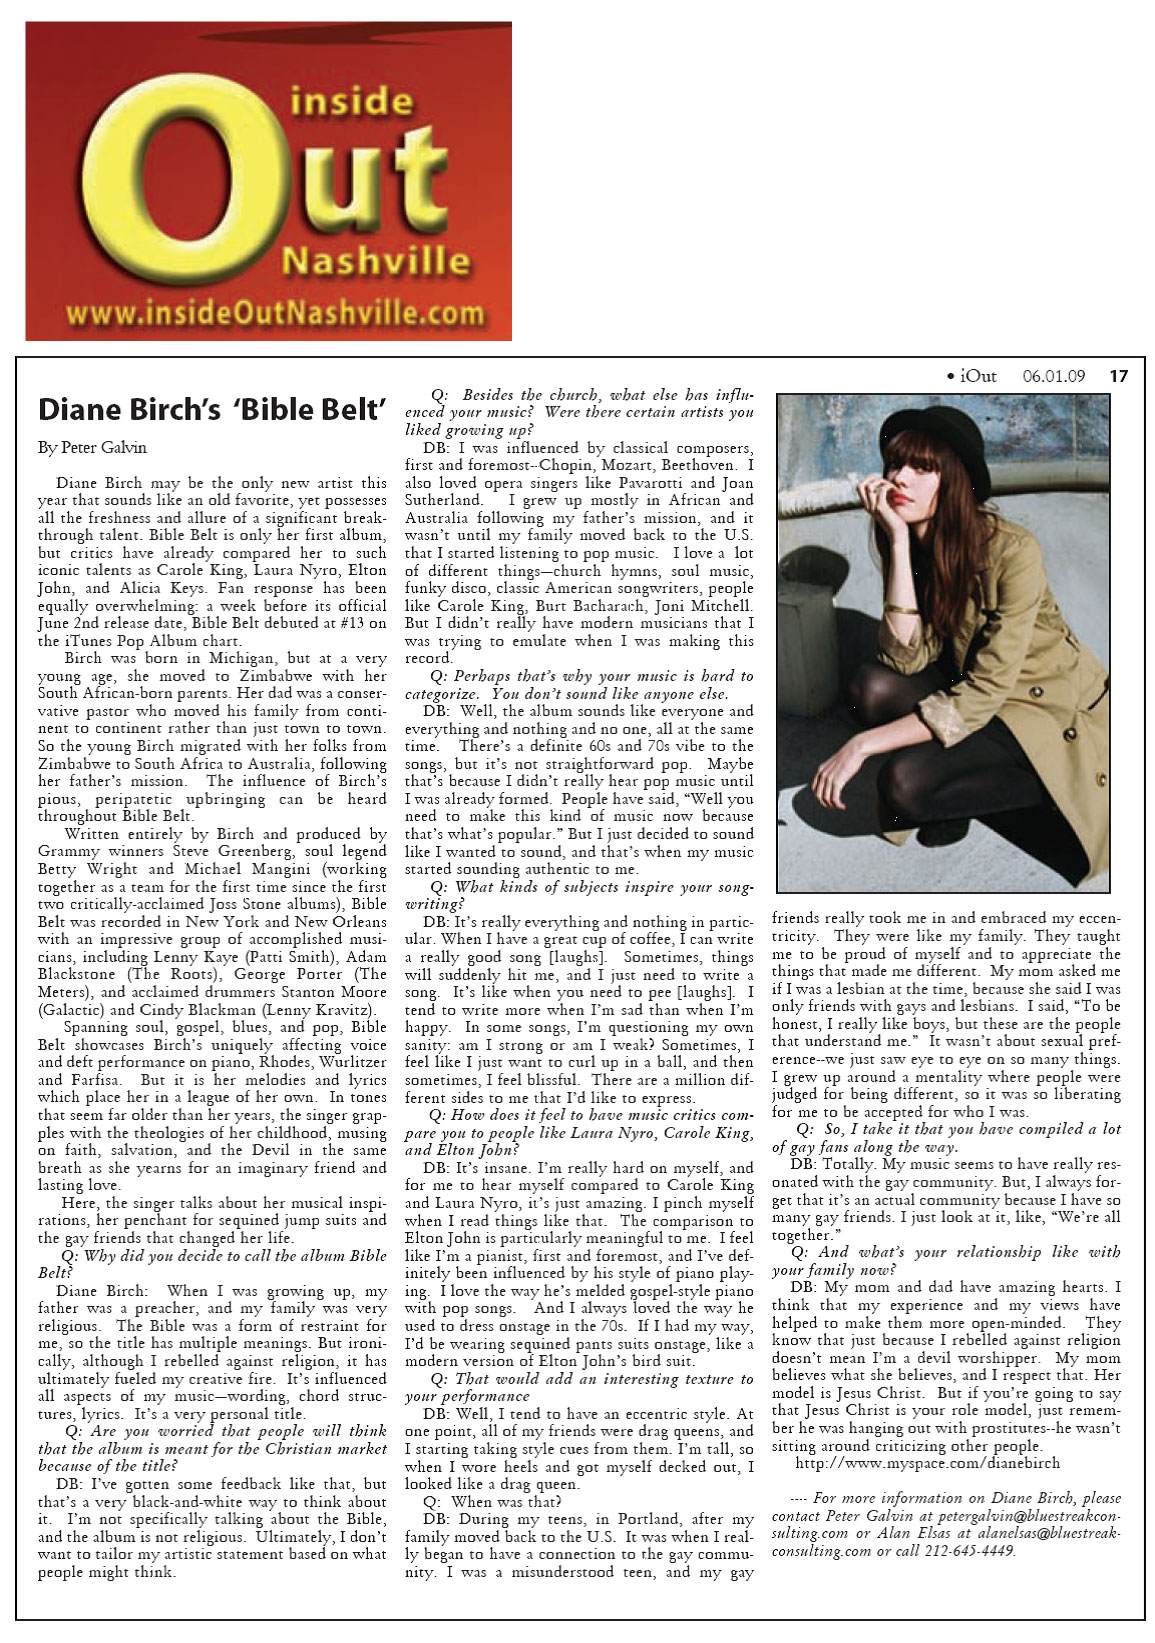 inside
Out
Nashville
www.insideOutNashville.com
• iOut 06.01.09 17
Diane Birch's 'Bible Belt'
By Peter Galvin
Diane Birch may be the only new artist this
year that sounds like an old favorite, yet possesses
all the freshness and allure of a significant break-
through talent. Bible Belt is only her first album,
but critics have already compared her to such
iconic talents as Carole King, Laura Nyro, Elton
John, and Alicia Keys. Fan response has been
equally overwhelming: a week before its official
June 2nd release date, Bible Belt debuted at #13 on
the iTunes Pop Album chart.
Birch was born in Michigan, but at a very
young age, she moved to Zimbabwe with her
South African-born parents. Her dad was a conser-
vative pastor who moved his family from conti-
nent to continent rather than just town to town.
So the young Birch migrated with her folks from
Zimbabwe to South Africa to Australia, following
her father's mission. The influence of Birch's
pious, peripatetic upbringing can be heard
throughout Bible Belt.
Written entirely by Birch and produced by
Grammy winners Steve Greenberg, soul legend
Betty Wright and Michael Mangini (working
together as a team for the first time since the first
two critically-acclaimed Joss Stone albums), Bible
Belt was recorded in New York and New Orleans
with an impressive group of accomplished musi-
cians, including Lenny Kaye (Patti Smith), Adam
Blackstone (The Roots), George Porter (The
Meters), and acclaimed drummers Stanton Moore
(Galactic) and Cindy Blackman (Lenny Kravitz).
Spanning soul, gospel, blues, and pop, Bible
Belt showcases Birch's uniquely affecting voice
and deft performance on piano, Rhodes, Wurlitzer
and Farfisa. But it is her melodies and lyrics
which place her in a league of her own. In tones
that seem far older than her years, the singer grap-
ples with the theologies of her childhood, musing
on faith, salvation, and the Devil in the same
breath as she yearns for an imaginary friend and
lasting love.
Here, the singer talks about her musical inspi-
rations, her penchant for sequined jump suits and
the gay friends that changed her life.
Q: Why did you decide to call the album Bible
Belt?
Diane Birch: When I was growing up, my
father was a preacher, and my family was very
religious. The Bible was a form of restraint for
me, so the title has multiple meanings. But ironi-
cally, although I rebelled against religion, it has
ultimately fueled my creative fire. It's influenced
all aspects of my music—wording, chord struc-
tures, lyrics. It's a very personal title.
Q: Are you worried that people will think
that the album is meant for the Christian market
because of the title?
DB: I've gotten some feedback like that, but
that's a very black-and-white way to think about
it. I'm not specifically talking about the Bible,
and the album is not religious. Ultimately, I don't
want to tailor my artistic statement based on what
people might think.
Q: Besides the church, what else has influ-
enced your music? Were there certain artists you
liked growing up?
DB: I was influenced by classical composers,
first and foremost--Chopin, Mozart, Beethoven. I
also loved opera singers like Pavarotti and Joan
Sutherland. I grew up mostly in African and
Australia following my father's mission, and it
wasn't until my family moved back to the U.S.
that I started listening to pop music. I love a lot
of different things—church hymns, soul music,
funky disco, classic American songwriters, people
like Carole King, Burt Bacharach, Joni Mitchell.
But I didn't really have modern musicians that I
was trying to emulate when I was making this
record.
Q: Perhaps that's why your music is hard to
categorize. You don't sound like anyone else.
DB: Well, the album sounds like everyone and
everything and nothing and no one, all at the same
time. There's a definite 60s and 70s vibe to the
songs, but it's not straightforward pop. Maybe
that's because I didn't really hear pop music until
I was already formed. People have said, "Well you
need to make this kind of music now because
that's what's popular." But I just decided to sound
like I wanted to sound, and that's when my music
started sounding authentic to me.
Q: What kinds of subjects inspire your song-
writing?
DB: It's really everything and nothing in partic-
ular. When I have a great cup of coffee, I can write
a really good song [laughs]. Sometimes, things
will suddenly hit me, and I just need to write a
song. It's like when you need to pee [laughs]. I
tend to write more when I'm sad than when I'm
happy. In some songs, I'm questioning my own
sanity: am I strong or am I weak? Sometimes, I
feel like I just want to curl up in a ball, and then
sometimes, I feel blissful. There are a million dif-
ferent sides to me that I'd like to express.
Q: How does it feel to have music critics com-
pare you to people like Laura Nyro, Carole King,
and Elton John?
DB: It's insane. I'm really hard on myself, and
for me to hear myself compared to Carole King
and Laura Nyro, it's just amazing. I pinch myself
when I read things like that. The comparison to
Elton John is particularly meaningful to me. I feel
like I'm a pianist, first and foremost, and I've def-
initely been influenced by his style of piano play-
ing. I love the way he's melded gospel-style piano
with pop songs. And I always loved the way he
used to dress onstage in the 70s. If I had my way,
I'd be wearing sequined pants suits onstage, like a
modern version of Elton John's bird suit.
Q: That would add an interesting texture to
your performance
DB: Well, I tend to have an eccentric style. At
one point, all of my friends were drag queens, and
I starting taking style cues from them. I'm tall, so
when I wore heels and got myself decked out, I
looked like a drag queen.
Q: When was that?
DB: During my teens, in Portland, after my
family moved back to the U.S. It was when I real-
ly began to have a connection to the gay commu-
nity. I was a misunderstood teen, and my gay
friends really took me in and embraced my eccen-
tricity. They were like my family. They taught
me to be proud of myself and to appreciate the
things that made me different. My mom asked me
if I was a lesbian at the time, because she said I was
only friends with gays and lesbians. I said, "To be
honest, I really like boys, but these are the people
that understand me." It wasn't about sexual pref-
erence--we just saw eye to eye on so many things.
I grew up around a mentality where people were
judged for being different, so it was so liberating
for me to be accepted for who I was.
Q: So, I take it that you have compiled a lot
of gay fans along the way.
DB: Totally. My music seems to have really res-
onated with the gay community. But, I always for-
get that it's an actual community because I have so
many gay friends. I just look at it, like, "We're all
together."
Q: And what's your relationship like with
your family now?
DB: My mom and dad have amazing hearts. I
think that my experience and my views have
helped to make them more open-minded. They
know that just because I rebelled against religion
doesn't mean I'm a devil worshipper. My mom
believes what she believes, and I respect that. Her
model is Jesus Christ. But if you're going to say
that Jesus Christ is your role model, just remem-
ber he was hanging out with prostitutes--he wasn't
sitting around criticizing other people.
http://www.myspace.com/dianebirch
---- For more information on Diane Birch, please
contact Peter Galvin at petergalvin@bluestreakcon-
sulting.com or Alan Elsas at alanelsas@bluestreak-
consulting.com or call 212-645-4449.